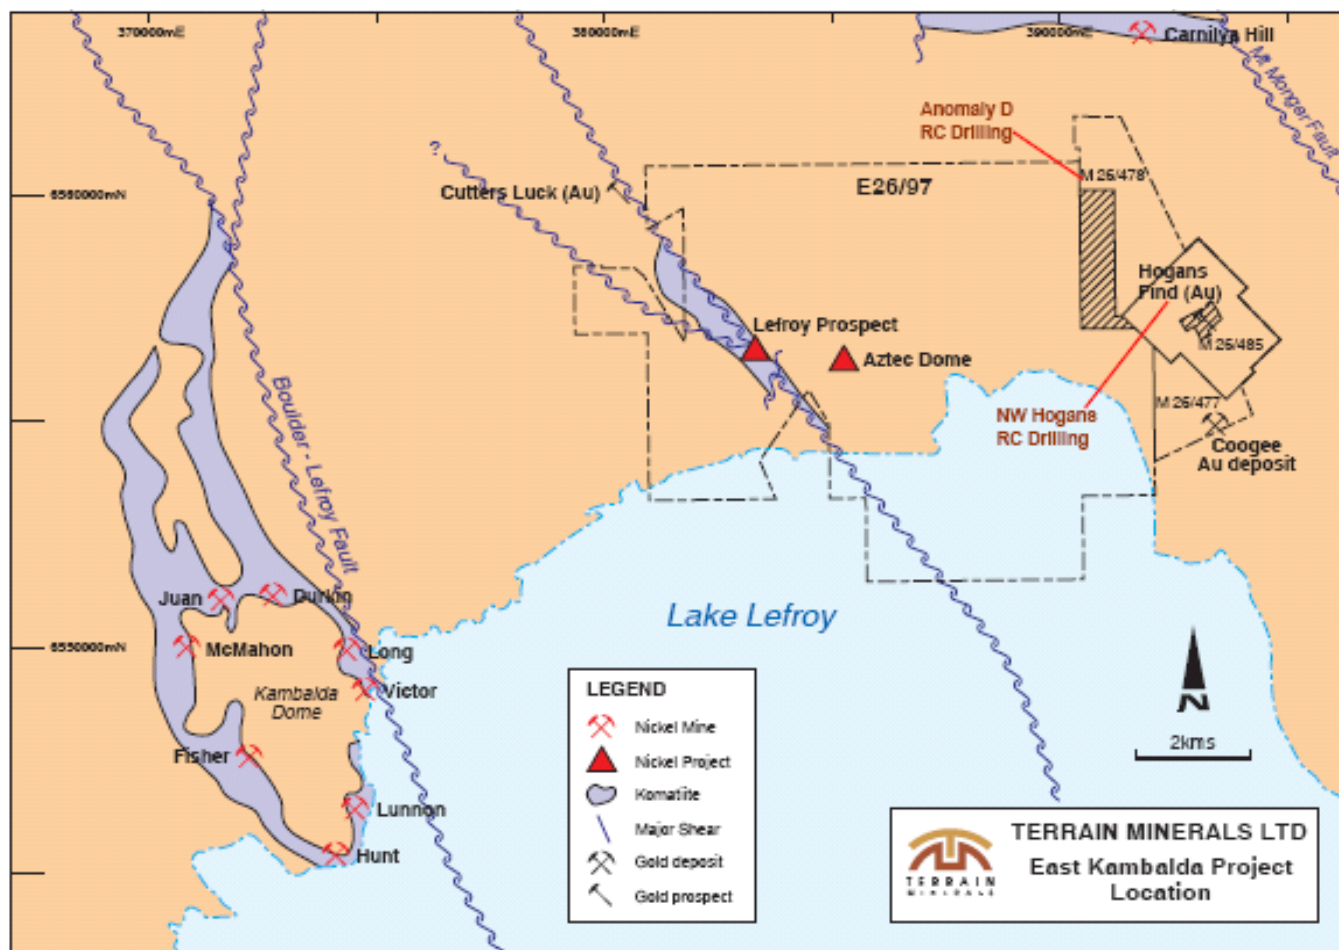 370000mE
380000mE
390000mE
Carnilya Hill
Mt Monger Fault
Anomaly D
RC Drilling
?
M 26/478
6560000mN
Cutters Luck (Au)
E26/97
Hogans
Find (Au)
Lefroy Prospect
Aztec Dome
M 26/485
Boulder - Lefroy Fault
M 26/477
NW Hogans
RC Drilling
Coogee
Au deposit
Juan
Durkin
Lake Lefroy
6550000mN
McMahon
Long
Kambalda
Dome
Victor
Fisher
Lunnon
Hunt
LEGEND
Nickel Mine
Nickel Project
Komatiite
Major Shear
Gold deposit
Gold prospect
N
2kms
TERRAIN
MINERALS
TERRAIN MINERALS LTD
East Kambalda Project
Location